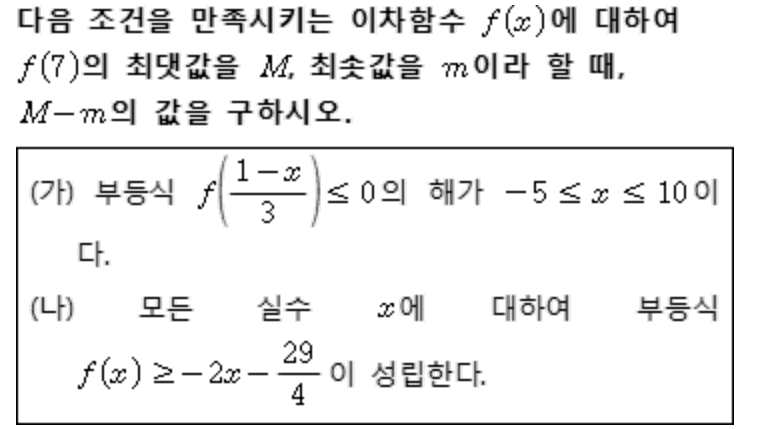 다음 조건을 만족시키는 이차함수 f(x)에 대하여
f(7)의 최댓값을 M, 최솟값을 m이라 할 때,
M-m의 값을 구하시오.
(가) 부등식 f((1-x)/3) ≤ 0의 해가 -5 ≤ x ≤ 10이
다.
(나) 모든 실수 x에 대하여 부등식
f(x) ≥ -2x - 29/4 이 성립한다.